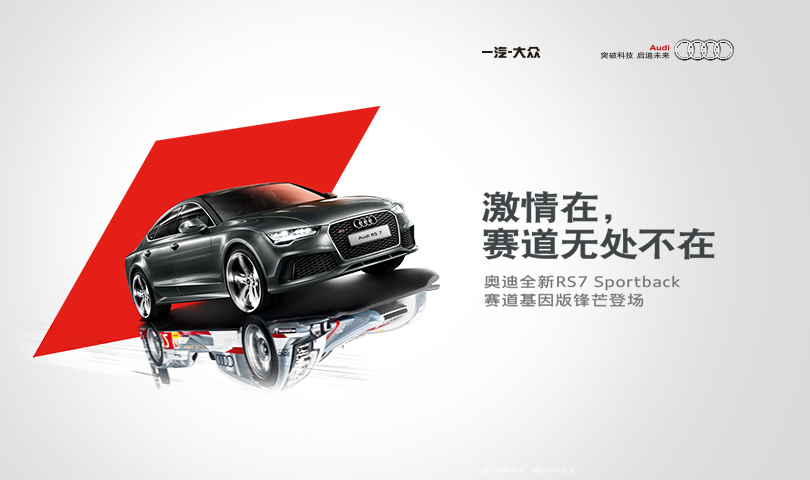 一汽-大众
Audi
突破科技 启迪未来
激情在，
赛道无处不在
奥迪全新RS7 Sportback
赛道基因版锋芒登场
Audi RS 7